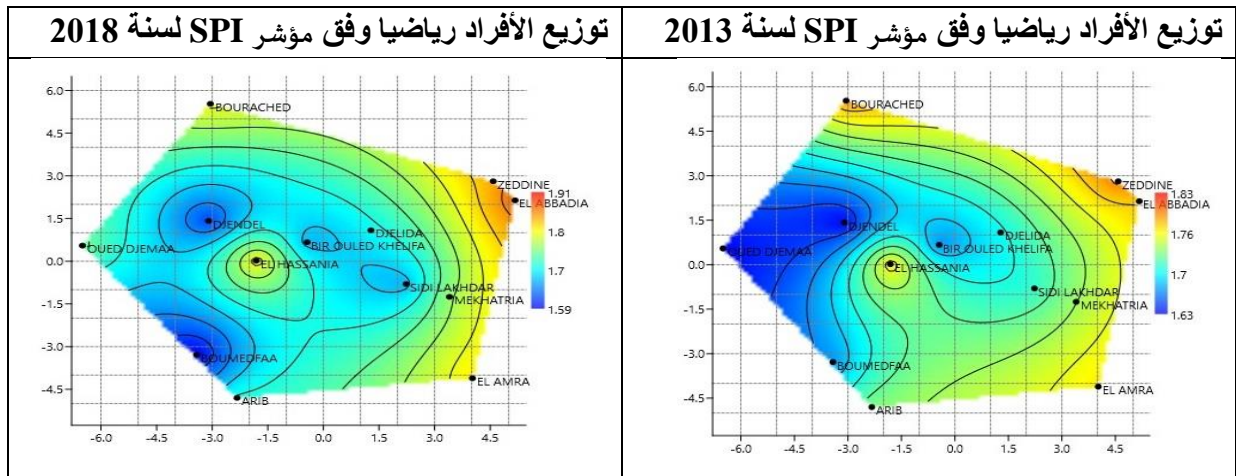 توزيع الأفراد رياضيا وفق مؤشر SPI لسنة 2013
توزيع الأفراد رياضيا وفق مؤشر SPI لسنة 2018
6.0
BOURACHED
4.5
3.0
ZEDDINE
1.83
EL ABBADIA
1.5
DJENDEL
DJELIDA
1.76
OUED DJEMAA
BIR OULED KHELIFA
0.0
EL HASSANIA
1.7
SIDI LAKHDAR
MEKHATRIA
-1.5
1.63
-3.0
BOUMEDFAA
EL AMRA
-4.5
ARIB
-6.0 -4.5 -3.0 -1.5 0.0 1.5 3.0 4.5
6.0
BOURACHED
4.5
3.0
ZEDDINE
1.91
EL ABBADIA
1.5
DJENDEL
DJELIDA
1.8
OUED DJEMAA
BIR OULED KHELIFA
0.0
EL HASSANIA
1.7
SIDI LAKHDAR
MEKHATRIA
-1.5
1.59
-3.0
BOUMEDFAA
EL AMRA
-4.5
ARIB
-6.0 -4.5 -3.0 -1.5 0.0 1.5 3.0 4.5